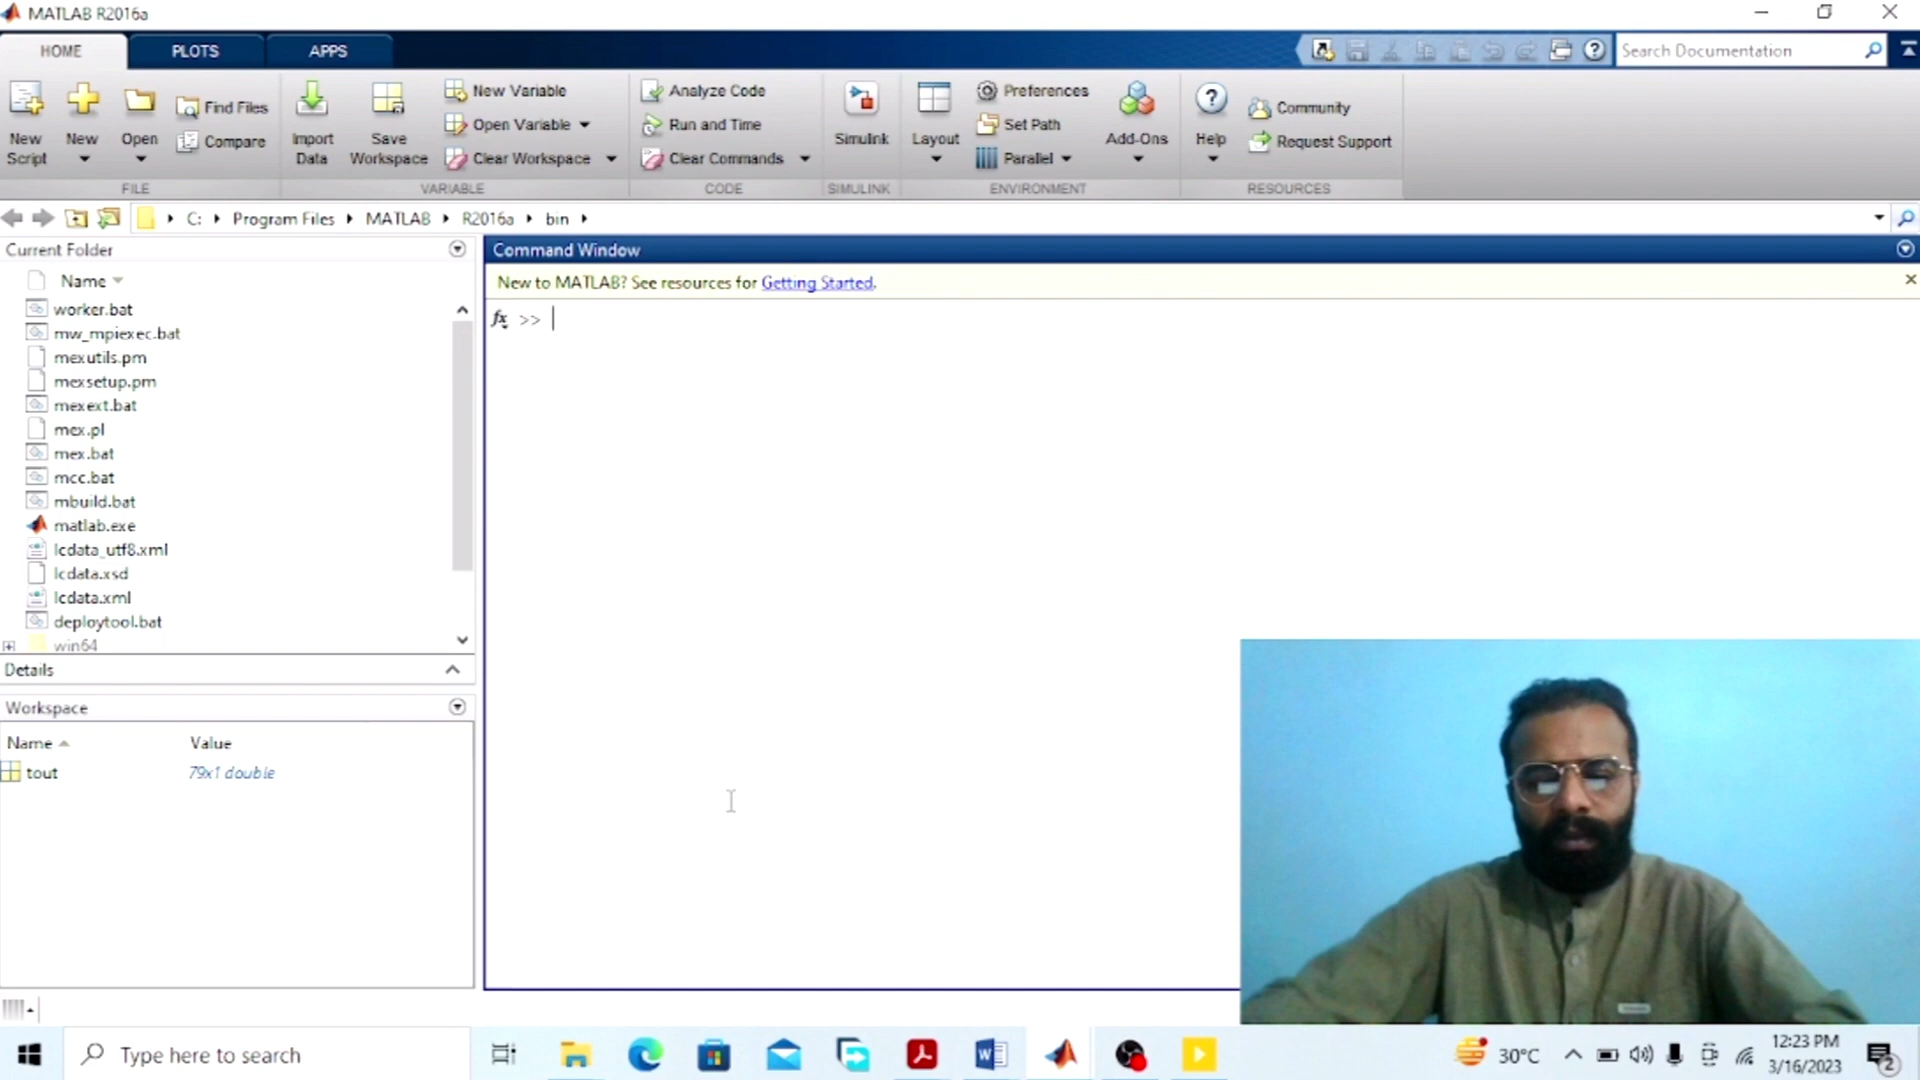 MATLAB R2016a
HOME PLOTS APPS
Search Documentation
New Script
New
Open
Find Files
Compare
Import Data
Save Workspace
New Variable
Open Variable
Clear Workspace
Analyze Code
Run and Time
Clear Commands
Simulink
Layout
Preferences
Set Path
Parallel
Add-Ons
Help
Community
Request Support
FILE VARIABLE CODE SIMULINK ENVIRONMENT RESOURCES
C: Program Files MATLAB R2016a bin
Current Folder
Name
worker.bat
mw_mpiexec.bat
mexutils.pm
mexsetup.pm
mexext.bat
mex.pl
mex.bat
mcc.bat
mbuild.bat
matlab.exe
lcdata_utf8.xml
lcdata.xsd
lcdata.xml
deploytool.bat
win64
Details
Workspace
Name Value
tout 79x1 double
Command Window
New to MATLAB? See resources for Getting Started.
fx >>
Type here to search
30°C
12:23 PM
3/16/2023
2